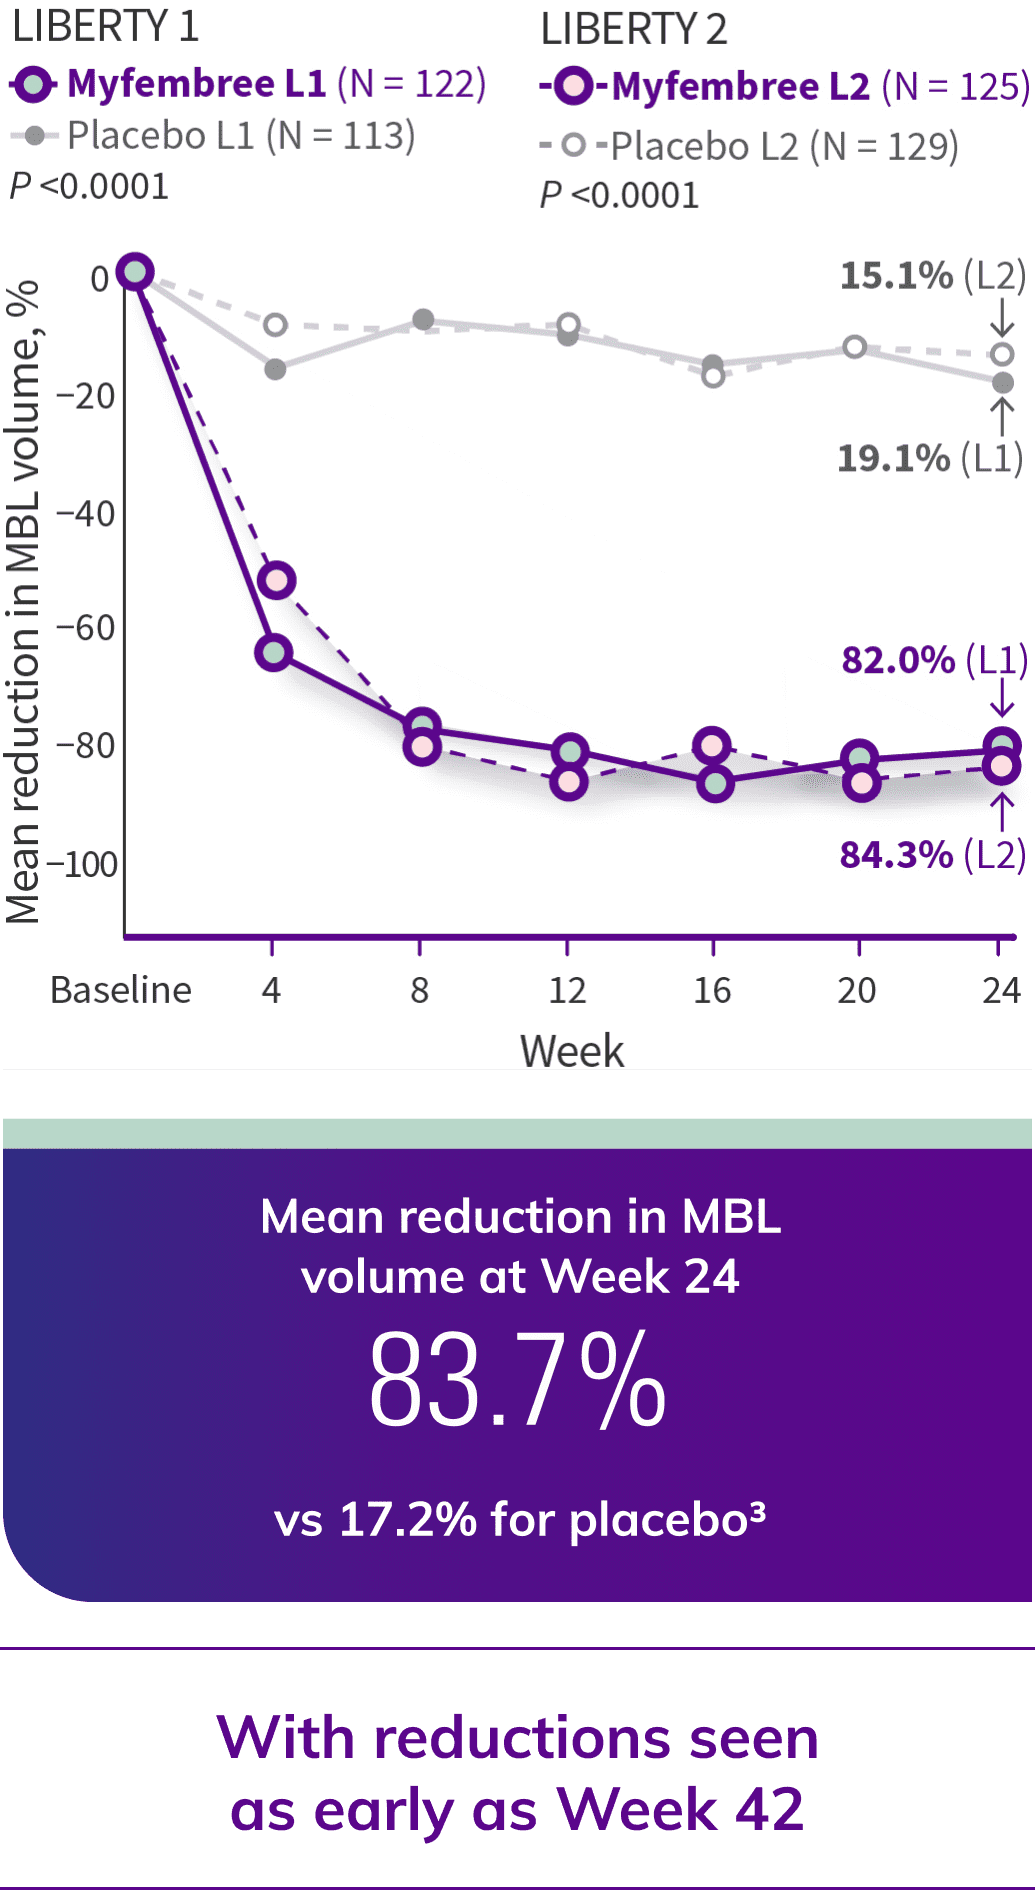 LIBERTY 1
Myfembree L1 (N = 122)
Placebo L1 (N = 113)
P <0.0001
LIBERTY 2
Myfembree L2 (N = 125)
Placebo L2 (N = 129)
P <0.0001
Mean reduction in MBL volume, %
0
−20
−40
−60
−80
−100
15.1% (L2)
19.1% (L1)
82.0% (L1)
84.3% (L2)
Baseline 4 8 12 16 20 24
Week
Mean reduction in MBL
volume at Week 24
83.7%
vs 17.2% for placebo³
With reductions seen
as early as Week 42